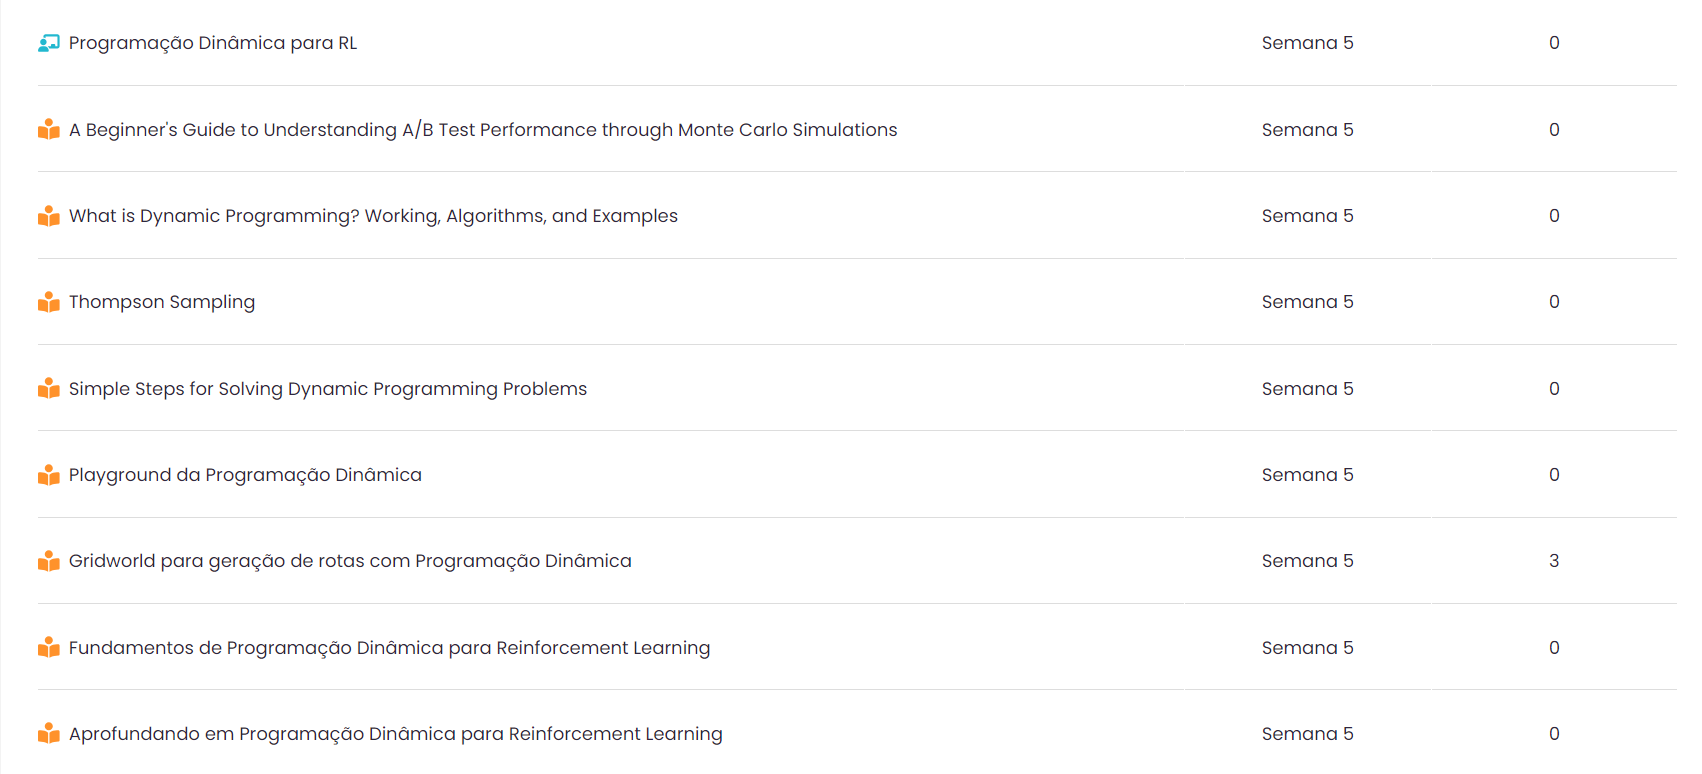 Programação Dinâmica para RL Semana 5 0
A Beginner's Guide to Understanding A/B Test Performance through Monte Carlo Simulations Semana 5 0
What is Dynamic Programming? Working, Algorithms, and Examples Semana 5 0
Thompson Sampling Semana 5 0
Simple Steps for Solving Dynamic Programming Problems Semana 5 0
Playground da Programação Dinâmica Semana 5 0
Gridworld para geração de rotas com Programação Dinâmica Semana 5 3
Fundamentos de Programação Dinâmica para Reinforcement Learning Semana 5 0
Aprofundando em Programação Dinâmica para Reinforcement Learning Semana 5 0